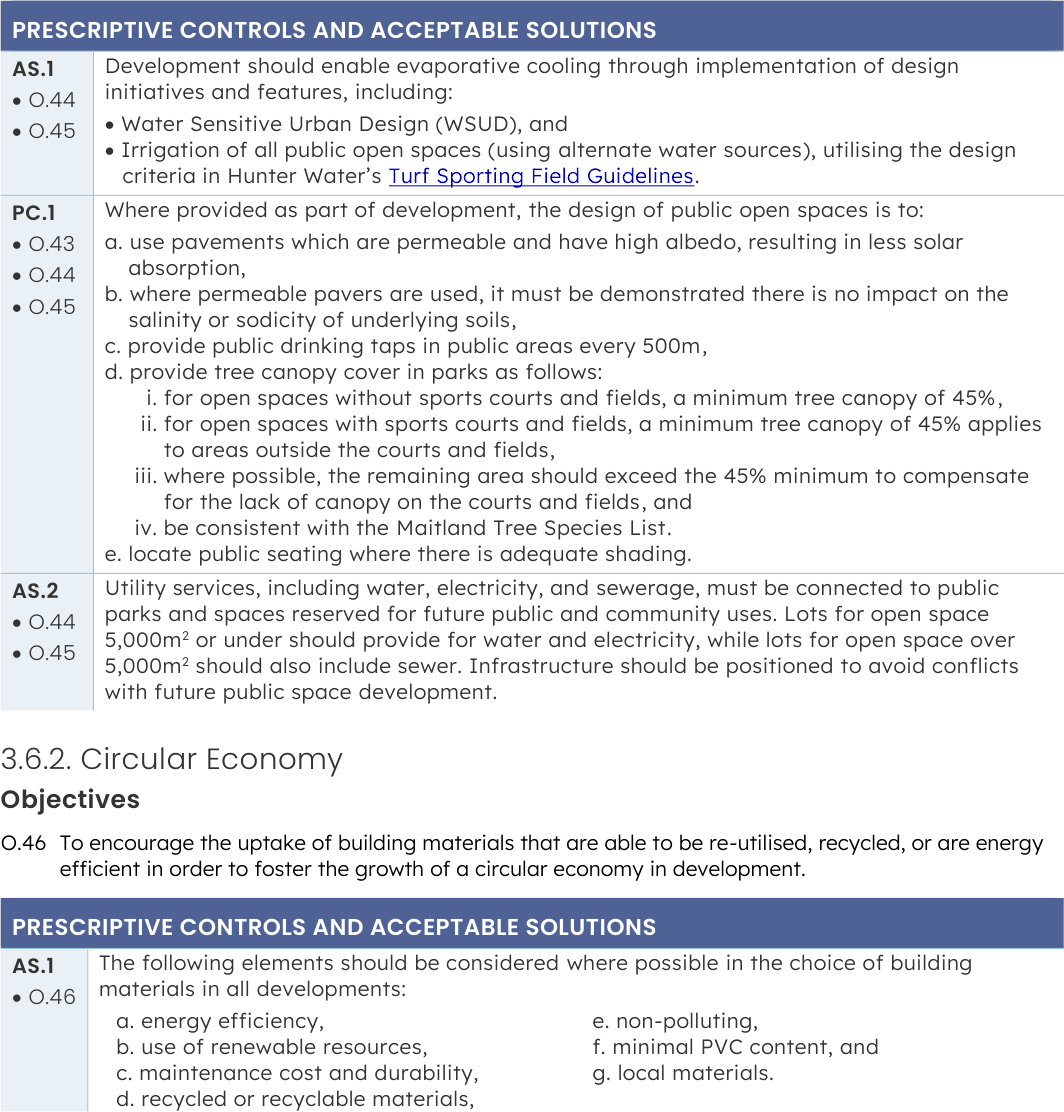 PRESCRIPTIVE CONTROLS AND ACCEPTABLE SOLUTIONS
AS.1
• O.44
• O.45
Development should enable evaporative cooling through implementation of design
initiatives and features, including:
• Water Sensitive Urban Design (WSUD), and
• Irrigation of all public open spaces (using alternate water sources), utilising the design
criteria in Hunter Water’s Turf Sporting Field Guidelines.
PC.1
• O.43
• O.44
• O.45
Where provided as part of development, the design of public open spaces is to:
a. use pavements which are permeable and have high albedo, resulting in less solar
absorption,
b. where permeable pavers are used, it must be demonstrated there is no impact on the
salinity or sodicity of underlying soils,
c. provide public drinking taps in public areas every 500m,
d. provide tree canopy cover in parks as follows:
i. for open spaces without sports courts and fields, a minimum tree canopy of 45%,
ii. for open spaces with sports courts and fields, a minimum tree canopy of 45% applies
to areas outside the courts and fields,
iii. where possible, the remaining area should exceed the 45% minimum to compensate
for the lack of canopy on the courts and fields, and
iv. be consistent with the Maitland Tree Species List.
e. locate public seating where there is adequate shading.
AS.2
• O.44
• O.45
Utility services, including water, electricity, and sewerage, must be connected to public
parks and spaces reserved for future public and community uses. Lots for open space
5,000m² or under should provide for water and electricity, while lots for open space over
5,000m² should also include sewer. Infrastructure should be positioned to avoid conflicts
with future public space development.
3.6.2. Circular Economy
Objectives
O.46 To encourage the uptake of building materials that are able to be re-utilised, recycled, or are energy
efficient in order to foster the growth of a circular economy in development.
PRESCRIPTIVE CONTROLS AND ACCEPTABLE SOLUTIONS
AS.1
• O.46
The following elements should be considered where possible in the choice of building
materials in all developments:
a. energy efficiency,
b. use of renewable resources,
c. maintenance cost and durability,
d. recycled or recyclable materials,
e. non-polluting,
f. minimal PVC content, and
g. local materials.